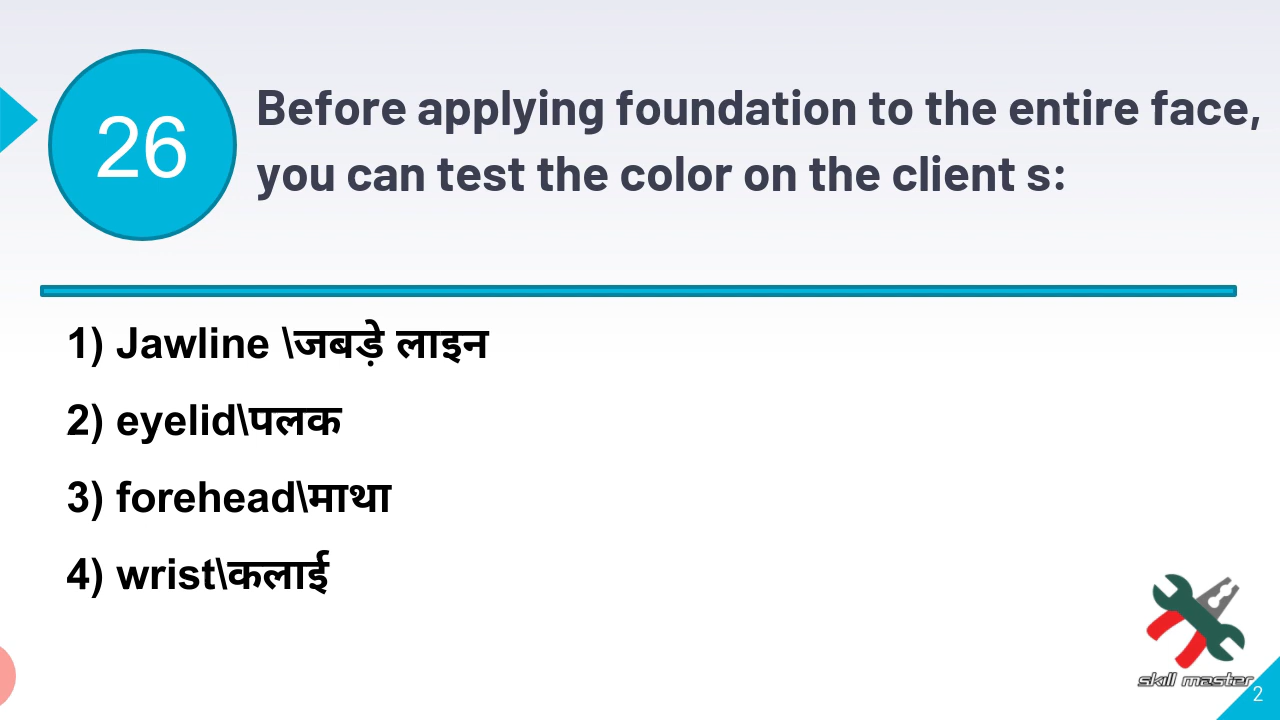 26
Before applying foundation to the entire face,
you can test the color on the client s:
1) Jawline \जबड़े लाइन
2) eyelid\पलक
3) forehead\माथा
4) wrist\कलाई
skill master
2